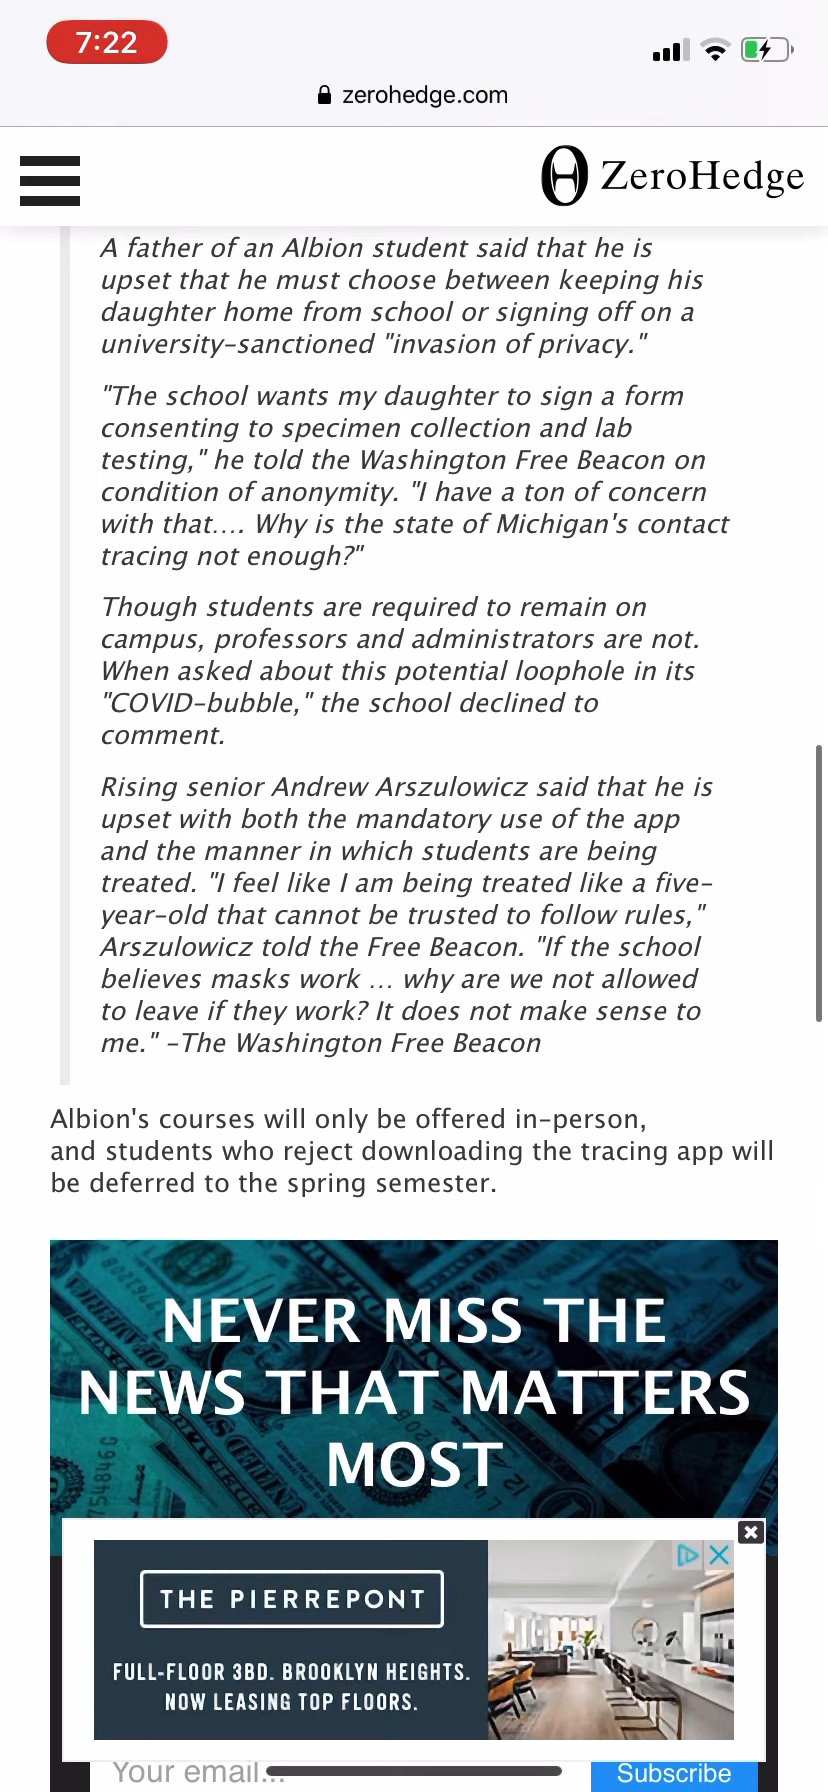 7:22
zerohedge.com
ZeroHedge
A father of an Albion student said that he is
upset that he must choose between keeping his
daughter home from school or signing off on a
university-sanctioned "invasion of privacy."
"The school wants my daughter to sign a form
consenting to specimen collection and lab
testing," he told the Washington Free Beacon on
condition of anonymity. "I have a ton of concern
with that.... Why is the state of Michigan's contact
tracing not enough?"
Though students are required to remain on
campus, professors and administrators are not.
When asked about this potential loophole in its
"COVID-bubble," the school declined to
comment.
Rising senior Andrew Arszulowicz said that he is
upset with both the mandatory use of the app
and the manner in which students are being
treated. "I feel like I am being treated like a five-
year-old that cannot be trusted to follow rules,"
Arszulowicz told the Free Beacon. "If the school
believes masks work ... why are we not allowed
to leave if they work? It does not make sense to
me." -The Washington Free Beacon
Albion's courses will only be offered in-person,
and students who reject downloading the tracing app will
be deferred to the spring semester.
NEVER MISS THE
NEWS THAT MATTERS
MOST
THE PIERREPONT
FULL-FLOOR 3BD. BROOKLYN HEIGHTS.
NOW LEASING TOP FLOORS.
Your email...
Subscribe